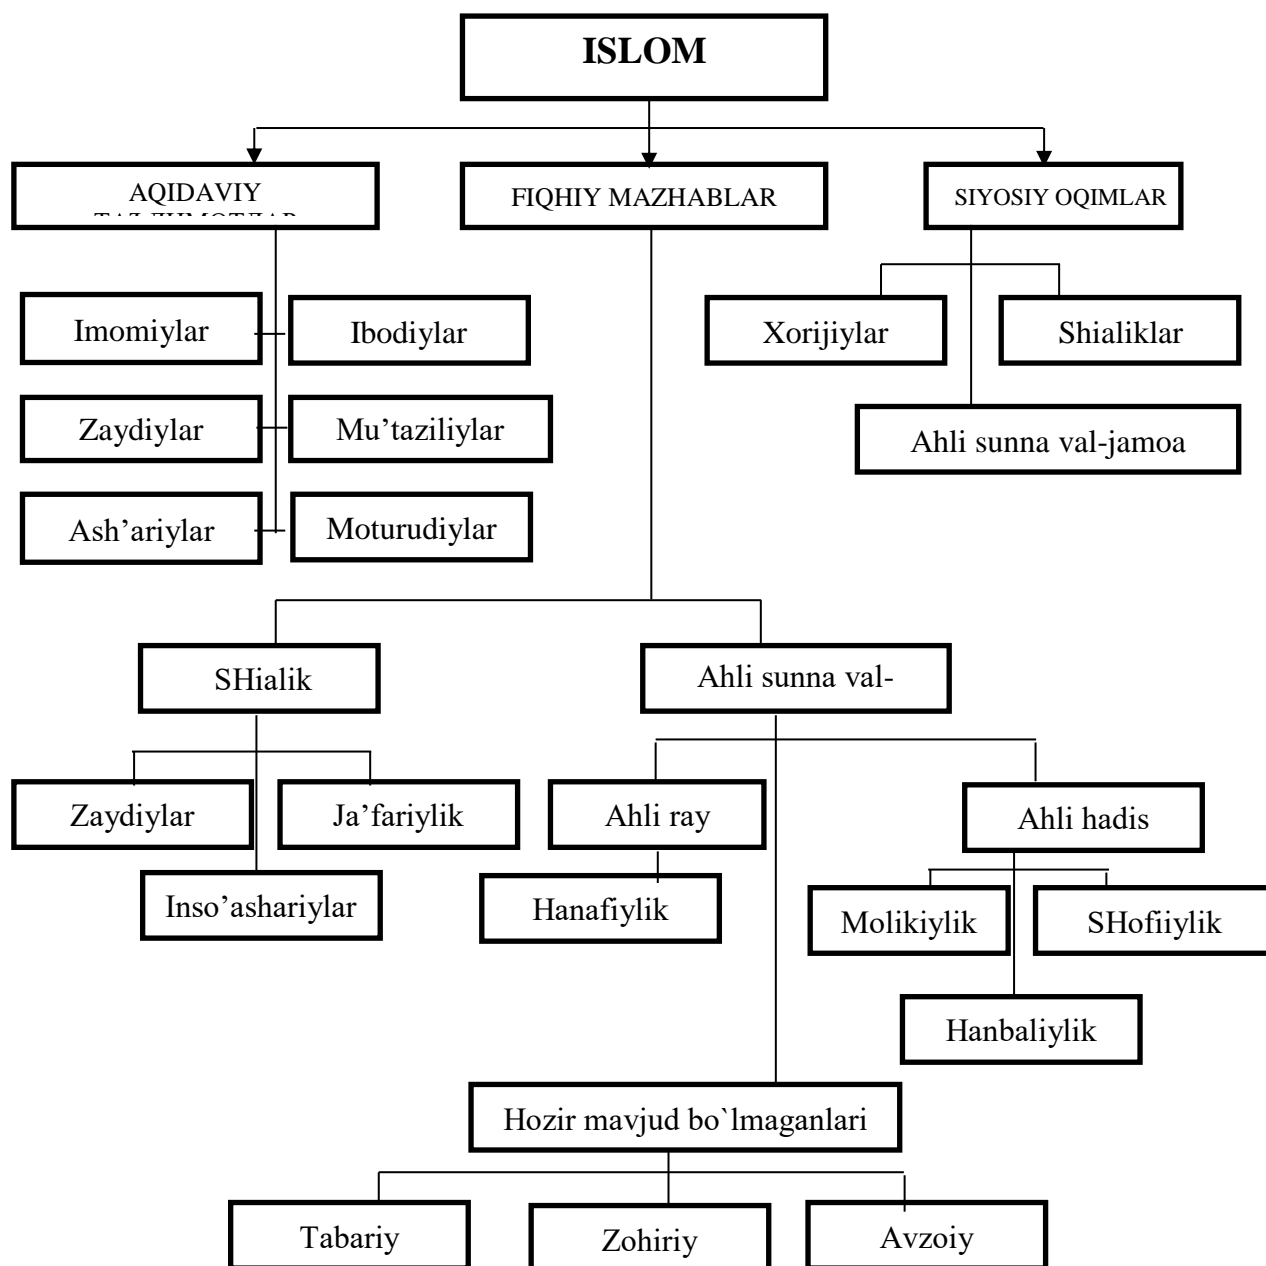 ISLOM
AQIDAVIY
FIQHIY MAZHABLAR
SIYOSIY OQIMLAR
Imomiylar
Ibodiylar
Xorijiylar
Shialiklar
Zaydiylar
Mu’taziliylar
Ahli sunna val-jamoa
Ash’ariylar
Moturudiylar
SHialik
Ahli sunna val-
Zaydiylar
Ja’fariylik
Ahli ray
Ahli hadis
Inso’ashariylar
Hanafiylik
Molikiylik
SHofiiylik
Hanbaliylik
Hozir mavjud bo`lmaganlari
Tabariy
Zohiriy
Avzoiy